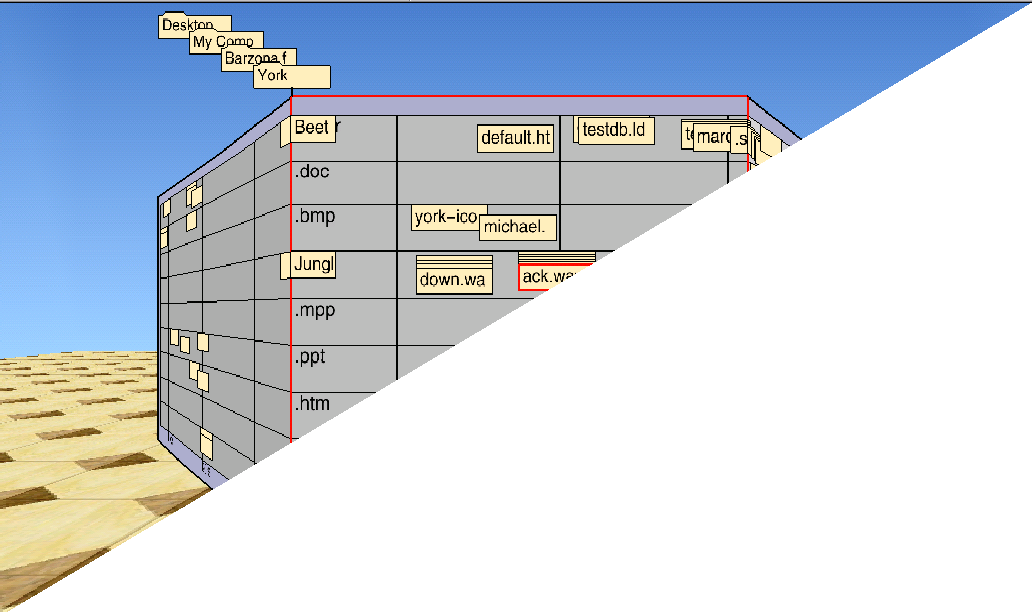 Desktop
My Comp
Barzona f
York
Beet r
default.ht
testdb.ld
marc
.s
.doc
.bmp
york-ico
michael.
Jungl
down.wa
ack.wav
.mpp
.ppt
.htm